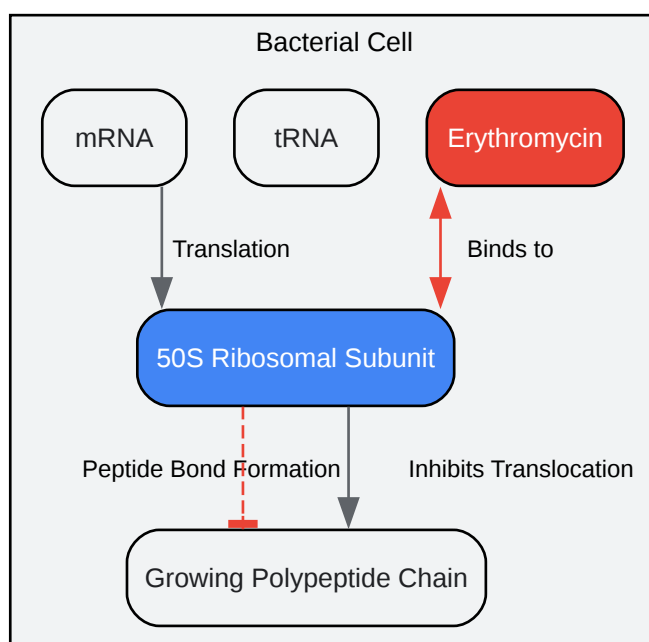 Bacterial Cell
mRNA
tRNA
Erythromycin
Translation
Binds to
50S Ribosomal Subunit
Peptide Bond Formation
Inhibits Translocation
Growing Polypeptide Chain